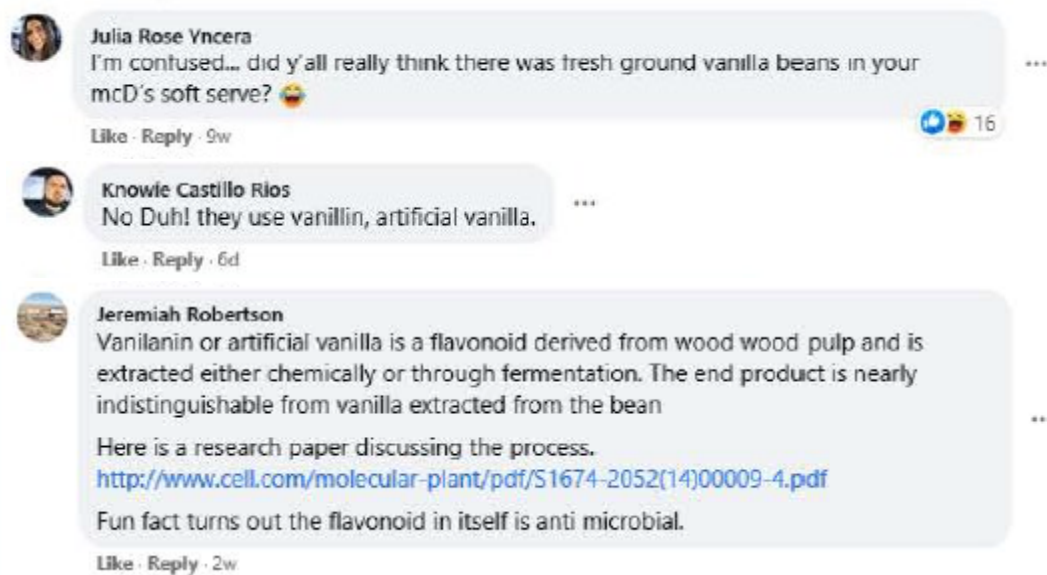 Julia Rose Yncera
I'm confused... did y'all really think there was fresh ground vanilla beans in your
mcD's soft serve? 😂
16
Like · Reply · 9w
Knowie Castillo Rios
No Duh! they use vanillin, artificial vanilla.
Like · Reply · 6d
Jeremiah Robertson
Vanilanin or artificial vanilla is a flavonoid derived from wood wood pulp and is
extracted either chemically or through fermentation. The end product is nearly
indistinguishable from vanilla extracted from the bean
Here is a research paper discussing the process.
http://www.cell.com/molecular-plant/pdf/S1674-2052(14)00009-4.pdf
Fun fact turns out the flavonoid in itself is anti microbial.
Like · Reply · 2w